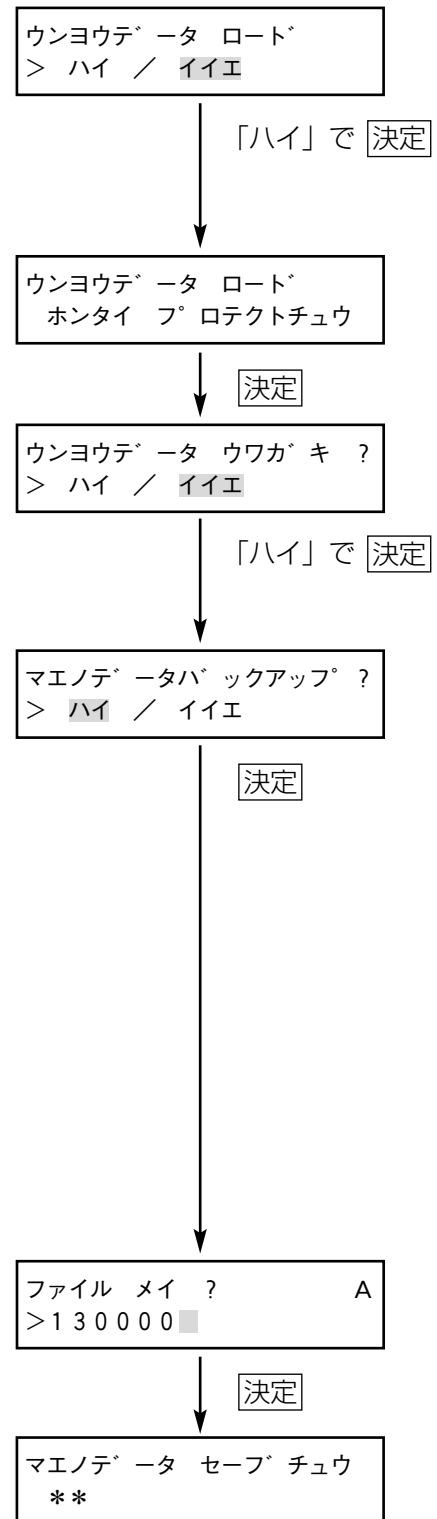 ウンヨウデﾞータ　ロードﾞ
＞　ハイ　／　イイエ
「ハイ」で 決定
ウンヨウテﾞータ　ロートﾞ
ホンタイ　フﾟロテクトチュウ
決定
ウンヨウテﾞータ　ウワカﾞキ　？
＞　ハイ　／　イイエ
「ハイ」で 決定
マエノテﾞータハﾞックアッフﾟ　？
＞　ハイ　／　イイエ
決定
ファイル　メイ　？　A
＞１３００００
決定
マエノテﾞータ　セーフﾞチュウ
＊＊